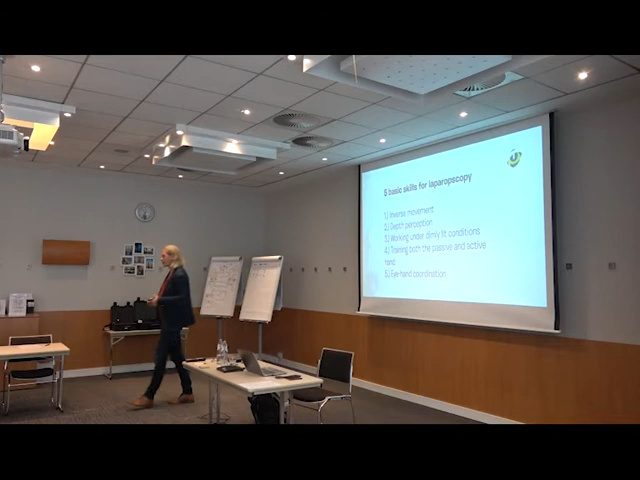 5 basic skills for laparopscopy
1.) Inverse movement
2.) Depth perception
3.) Working under dimly lit conditions
4.) Training both the passive and active
hand
5.) Eye-hand coordination